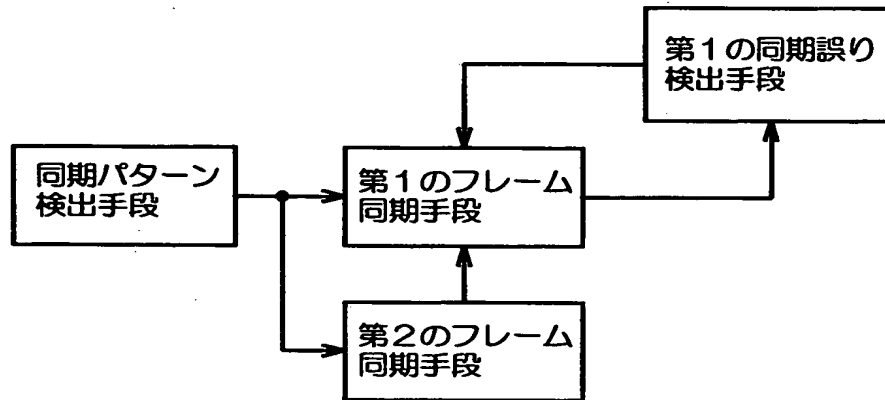 第1の同期誤り
検出手段
同期パターン
検出手段
第1のフレーム
同期手段
第2のフレーム
同期手段